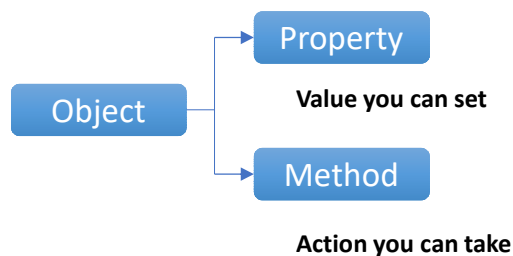 Property
Value you can set
Object
Method
Action you can take